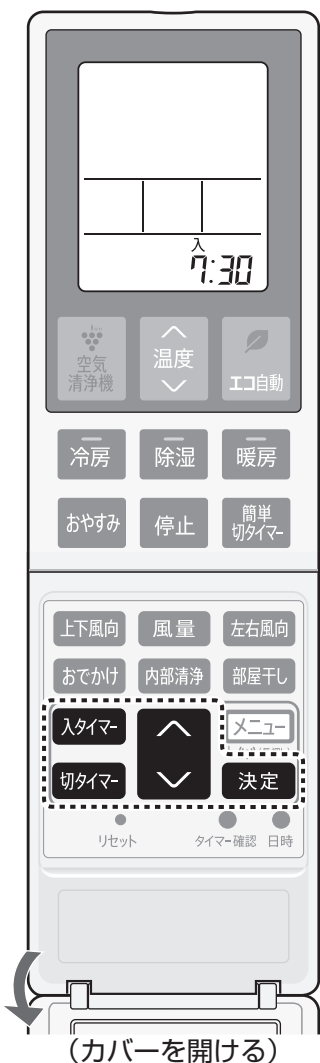 入
7:30
空気
清浄機
温度
エコ自動
冷房
除湿
暖房
おやすみ
停止
簡単
切タイマー
上下風向
風量
左右風向
おでかけ
内部清浄
部屋干し
入タイマー
メニュー
切タイマー
決定
リセット
タイマー確認
日時
(カバーを開ける)